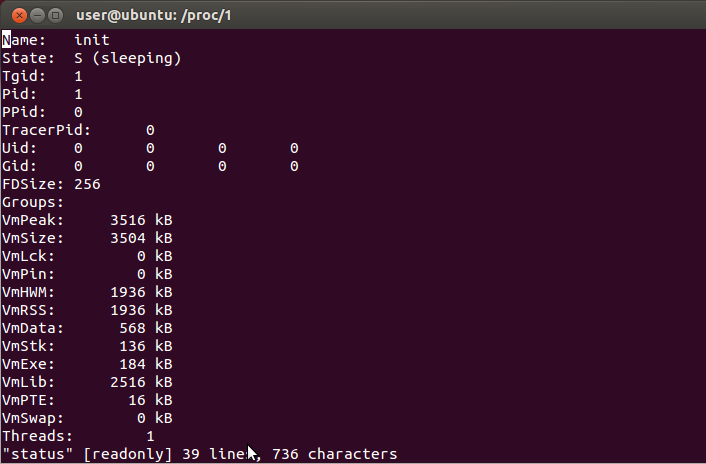 user@ubuntu: /proc/1
Name:   init
State:  S (sleeping)
Tgid:   1
Pid:    1
PPid:   0
TracerPid:      0
Uid:    0       0       0       0
Gid:    0       0       0       0
FDSize: 256
Groups:
VmPeak:     3516 kB
VmSize:     3504 kB
VmLck:         0 kB
VmPin:         0 kB
VmHWM:      1936 kB
VmRSS:      1936 kB
VmData:      568 kB
VmStk:       136 kB
VmExe:       184 kB
VmLib:      2516 kB
VmPTE:        16 kB
VmSwap:        0 kB
Threads:        1
"status" [readonly] 39 lines, 736 characters